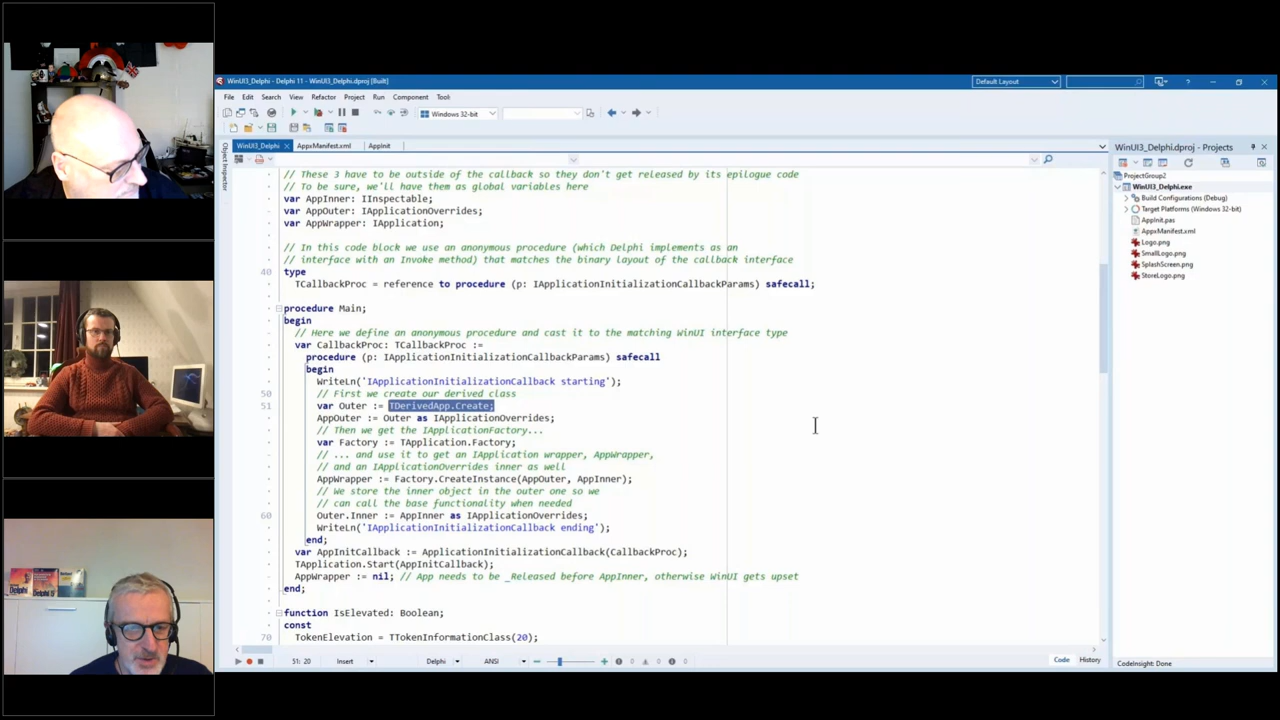 WinUI3_Delphi - Delphi 11 - WinUI3_Delphi.dproj [Built]
Default Layout
File Edit Search View Refactor Project Run Component Tools
Windows 32-bit
WinUI3_Delphi AppxManifest.xml AppInit
Object Inspector
// These 3 have to be outside of the callback so they don't get released by its epilogue code
// To be sure, we'll have them as global variables here
var AppInner: IInspectable;
var AppOuter: IApplicationOverrides;
var AppWrapper: IApplication;
// In this code block we use an anonymous procedure (which Delphi implements as an
// interface with an Invoke method) that matches the binary layout of the callback interface
40 type
TCallbackProc = reference to procedure (p: IApplicationInitializationCallbackParams) safecall;
procedure Main;
begin
// Here we define an anonymous procedure and cast it to the matching WinUI interface type
var CallbackProc: TCallbackProc :=
procedure (p: IApplicationInitializationCallbackParams) safecall
begin
WriteLn('IApplicationInitializationCallback starting');
50 // First we create our derived class
51 var Outer := TDerivedApp.Create;
AppOuter := Outer as IApplicationOverrides;
// Then we get the IApplicationFactory...
var Factory := TApplication.Factory;
// ... and use it to get an IApplication wrapper, AppWrapper,
// and an IApplicationOverrides inner as well
AppWrapper := Factory.CreateInstance(AppOuter, AppInner);
// We store the inner object in the outer one so we
// can call the base functionality when needed
60 Outer.Inner := AppInner as IApplicationOverrides;
WriteLn('IApplicationInitializationCallback ending');
end;
var AppInitCallback := ApplicationInitializationCallback(CallbackProc);
TApplication.Start(AppInitCallback);
AppWrapper := nil; // App needs to be _Released before AppInner, otherwise WinUI gets upset
end;
function IsElevated: Boolean;
const
70 TokenElevation = TTokenInformationClass(20);
51: 20 Insert Delphi ANSI 0 0 0
Code History
WinUI3_Delphi.dproj - Projects
ProjectGroup2
WinUI3_Delphi.exe
Build Configurations (Debug)
Target Platforms (Windows 32-bit)
AppInit.pas
AppxManifest.xml
Logo.png
SmallLogo.png
SplashScreen.png
StoreLogo.png
CodeInsight: Done
Delphi